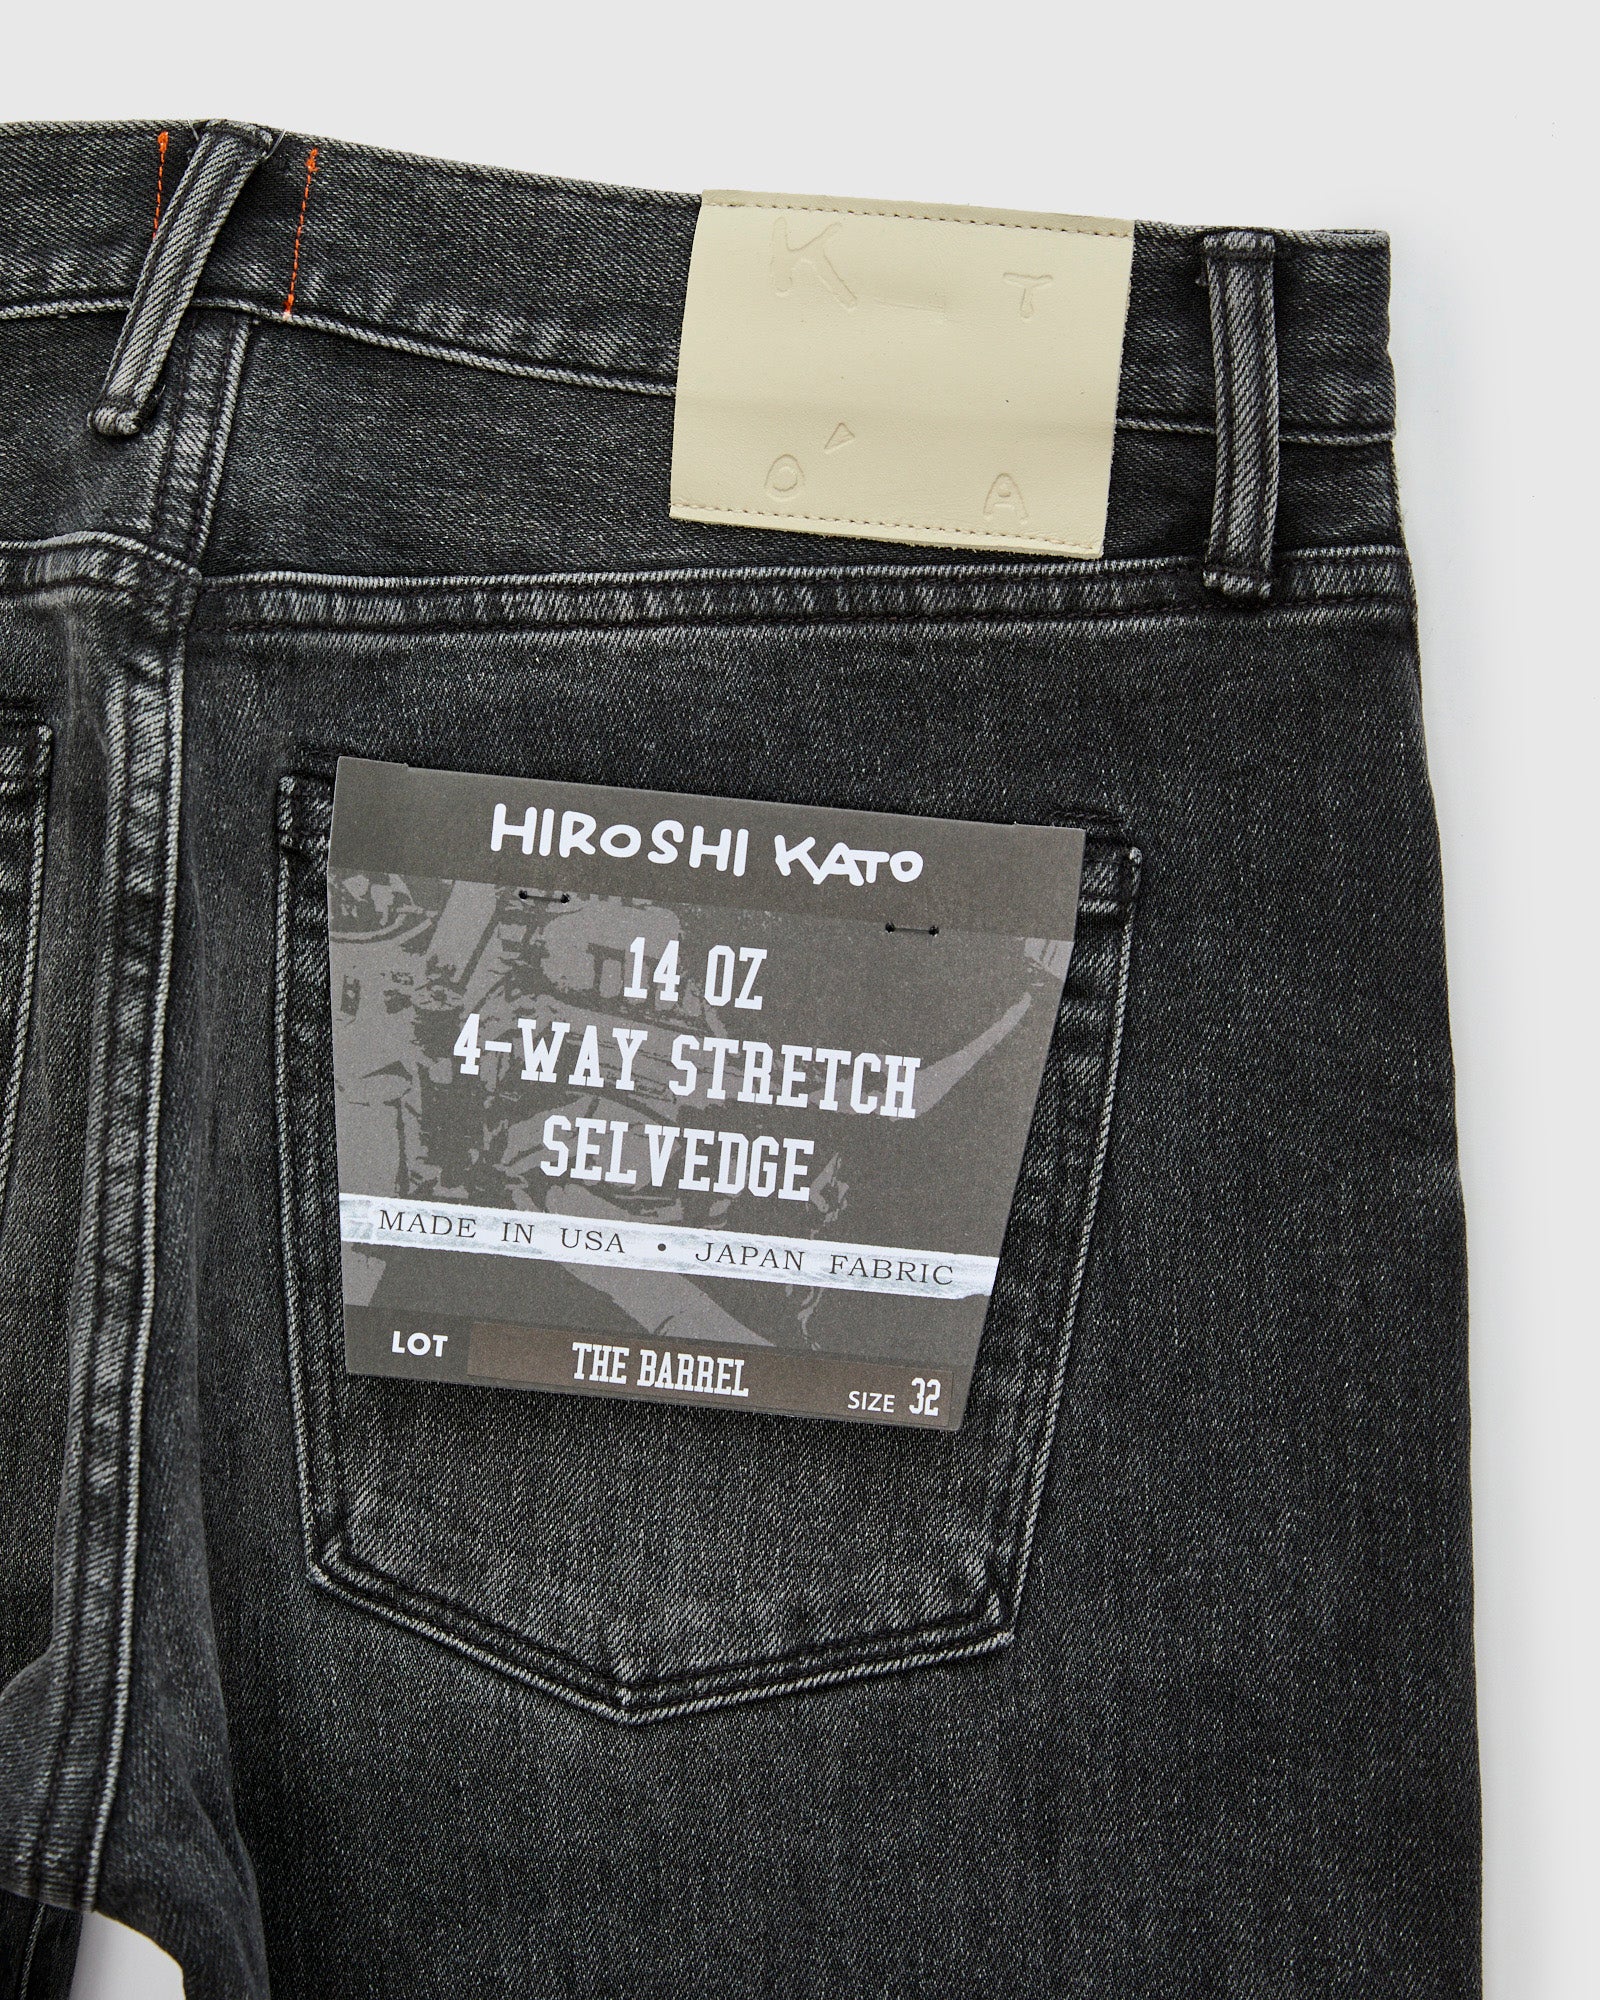 K T
O A
HIROSHI KATO
14 OZ
4-WAY STRETCH
SELVEDGE
MADE IN USA • JAPAN FABRIC
LOT THE BARREL
SIZE 32